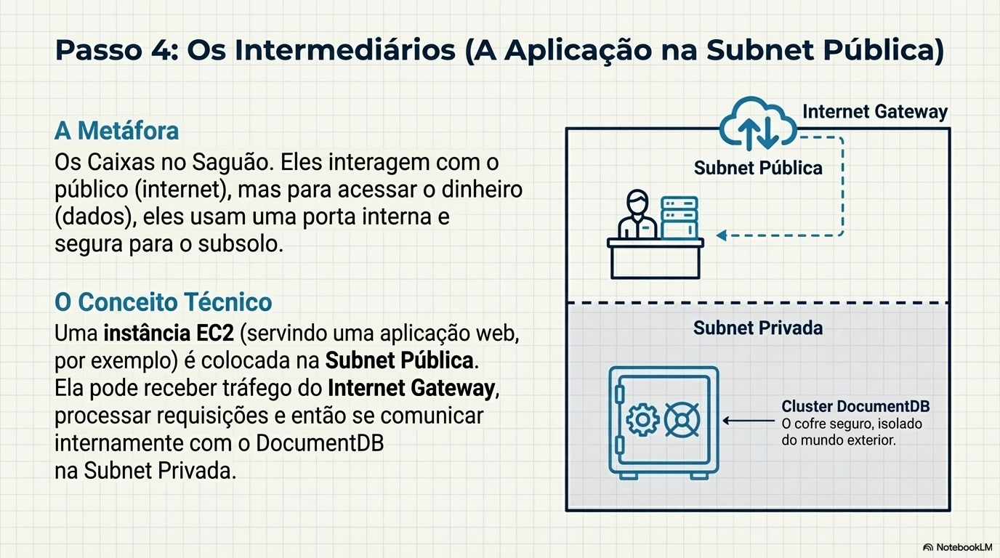 Passo 4: Os Intermediários (A Aplicação na Subnet Pública)
A Metáfora
Os Caixas no Saguão. Eles interagem com o
público (internet), mas para acessar o dinheiro
(dados), eles usam uma porta interna e
segura para o subsolo.
O Conceito Técnico
Uma instância EC2 (servindo uma aplicação web,
por exemplo) é colocada na Subnet Pública.
Ela pode receber tráfego do Internet Gateway,
processar requisições e então se comunicar
internamente com o DocumentDB
na Subnet Privada.
Internet Gateway
Subnet Pública
Subnet Privada
Cluster DocumentDB
O cofre seguro, isolado
do mundo exterior.
NotebookLM